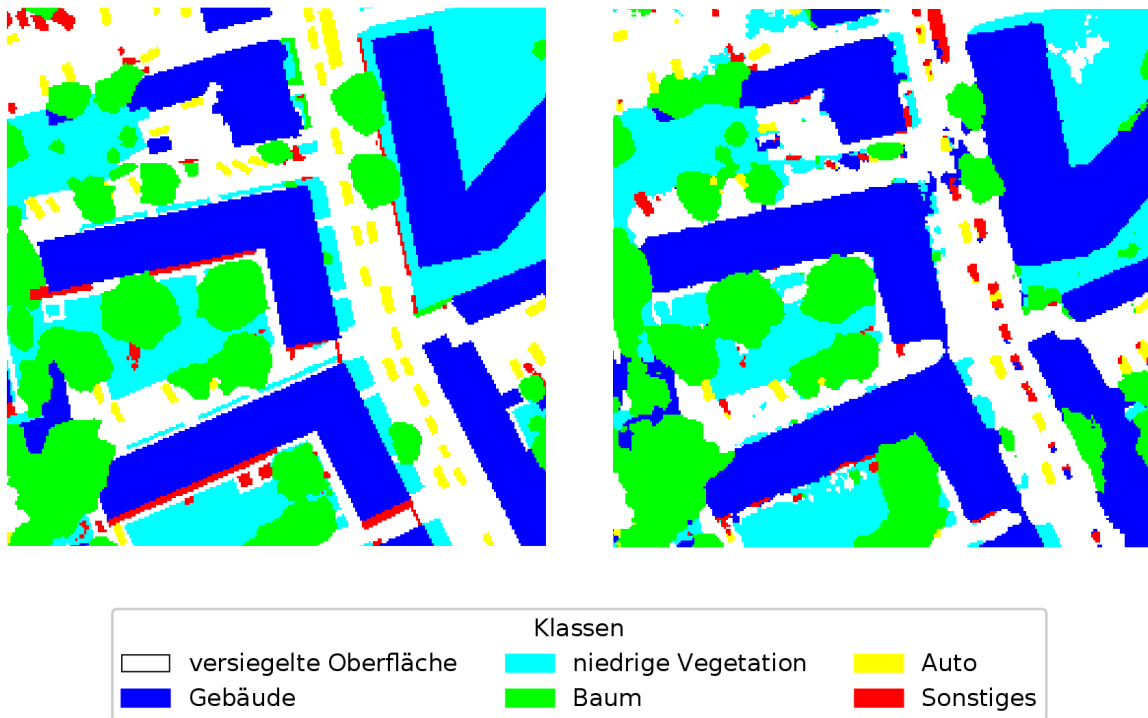 Klassen
versiegelte Oberfläche niedrige Vegetation Auto
Gebäude Baum Sonstiges